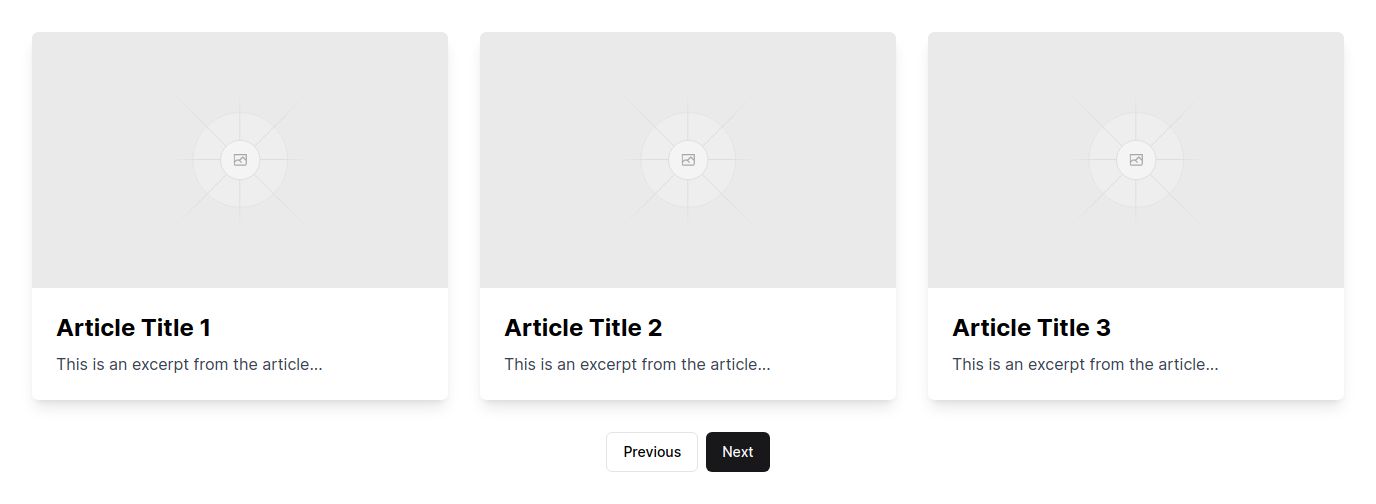 Article Title 1
This is an excerpt from the article...
Article Title 2
This is an excerpt from the article...
Article Title 3
This is an excerpt from the article...
Previous
Next